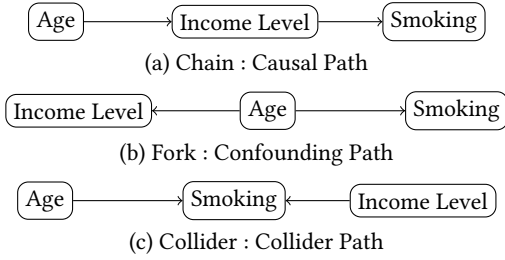 Age Income Level Smoking
(a) Chain : Causal Path
Income Level Age Smoking
(b) Fork : Confounding Path
Age Smoking Income Level
(c) Collider : Collider Path